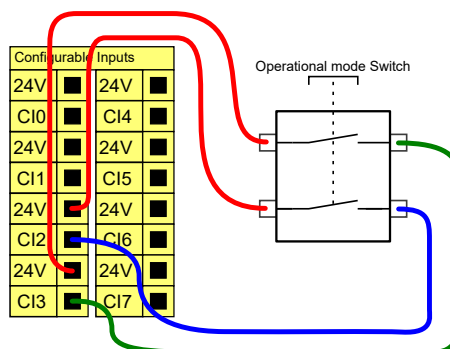 Configurable Inputs
Operational mode Switch
24V 24V
CI0 CI4
24V 24V
CI1 CI5
24V 24V
CI2 CI6
24V 24V
CI3 CI7